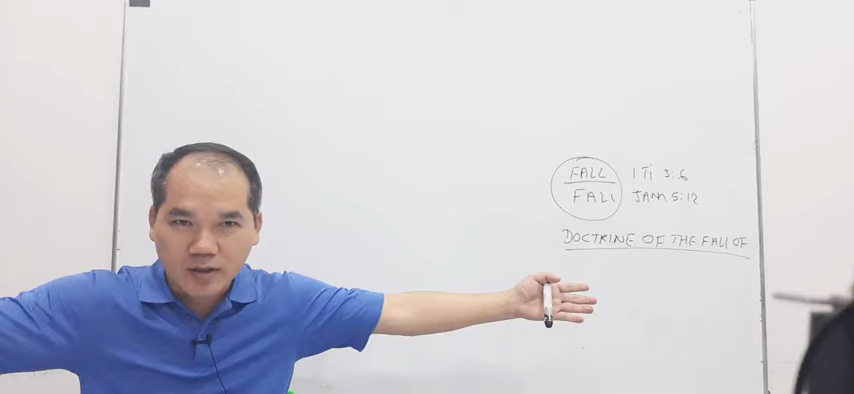 FALL 1 Ti 3:6
FALL JAM 5:12
DOCTRINE OF THE FALL OF